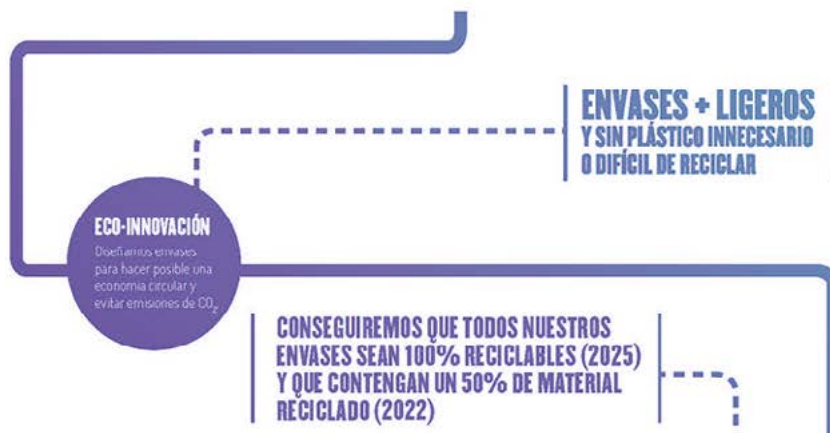 ENVASES + LIGEROS
Y SIN PLÁSTICO INNECESARIO
O DIFÍCIL DE RECICLAR
ECO-INNOVACIÓN
Diseñamos envases
para hacer posible una
economía circular y
evitar emisiones de CO₂.
CONSEGUIREMOS QUE TODOS NUESTROS
ENVASES SEAN 100% RECICLABLES (2025)
Y QUE CONTENGAN UN 50% DE MATERIAL
RECICLADO (2022)